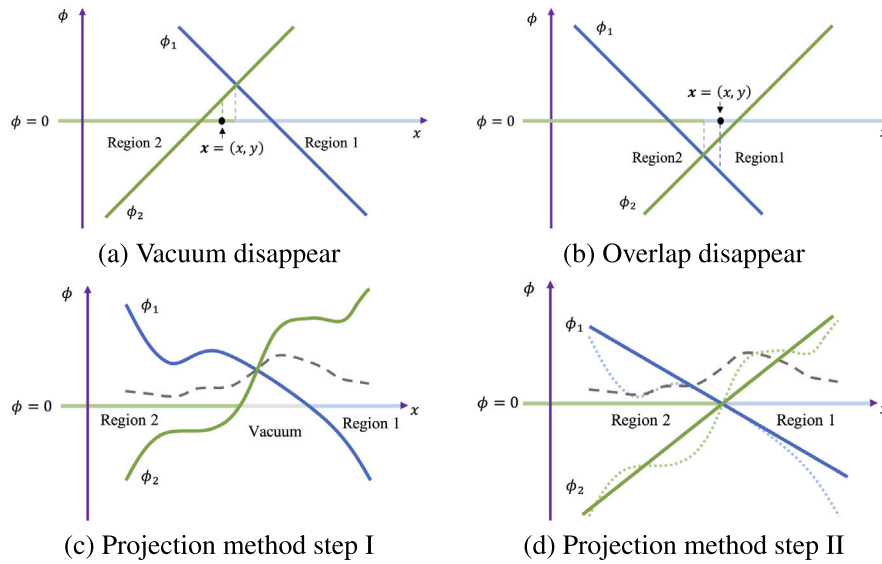 ϕ
ϕ₁
ϕ = 0
x
Region 2
Region 1
𝒙 = (x, y)
ϕ₂
(a) Vacuum disappear
ϕ
ϕ₁
𝒙 = (x, y)
ϕ = 0
x
Region2
Region1
ϕ₂
(b) Overlap disappear
ϕ
ϕ₁
ϕ = 0
x
Region 2
Vacuum
Region 1
ϕ₂
(c) Projection method step I
ϕ
ϕ₁
ϕ = 0
x
Region 2
Region 1
ϕ₂
(d) Projection method step II